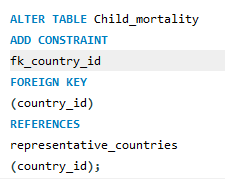 ALTER TABLE Child_mortality
ADD CONSTRAINT
fk_country_id
FOREIGN KEY
(country_id)
REFERENCES
representative_countries
(country_id);